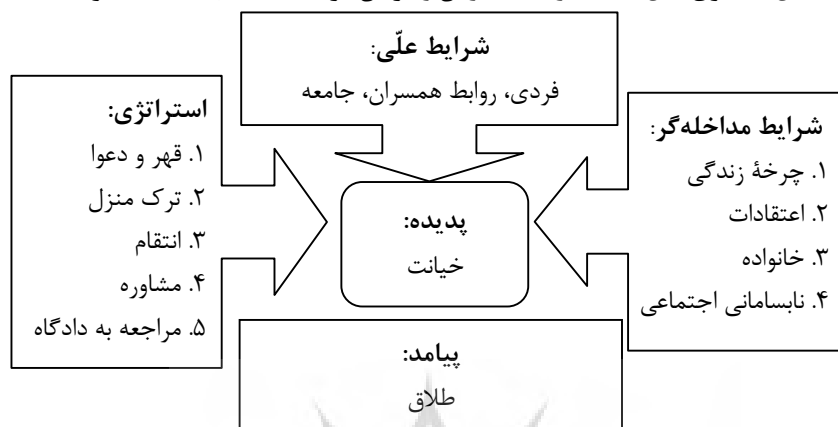 شرایط علّی:
فردی، روابط همسران، جامعه
شرایط مداخله‌گر:
۱. چرخۀ زندگی
۲. اعتقادات
۳. خانواده
۴. نابسامانی اجتماعی
پدیده:
خیانت
استراتژی:
۱. قهر و دعوا
۲. ترک منزل
۳. انتقام
۴. مشاوره
۵. مراجعه به دادگاه
پیامد:
طلاق